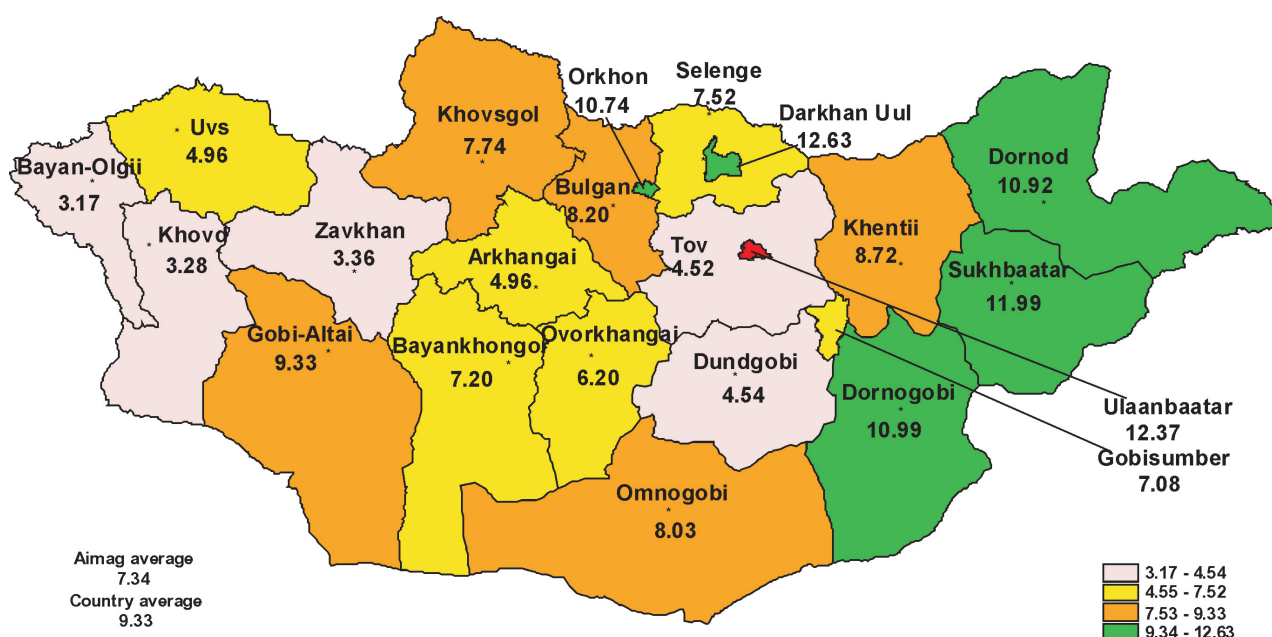 Orkhon
10.74
Selenge
7.52
Darkhan Uul
12.63
Khovsgol
7.74
Uvs
4.96
Bayan-Olgii
3.17
Dornod
10.92
Bulgan
8.20
Khovd
3.28
Zavkhan
3.36
Arkhangai
4.96
Tov
4.52
Khentii
8.72
Sukhbaatar
11.99
Gobi-Altai
9.33
Bayankhongor
7.20
Ovorkhangai
6.20
Dundgobi
4.54
Dornogobi
10.99
Ulaanbaatar
12.37
Gobisumber
7.08
Omnogobi
8.03
Aimag average
7.34
Country average
9.33
3.17 - 4.54
4.55 - 7.52
7.53 - 9.33
9.34 - 12.63